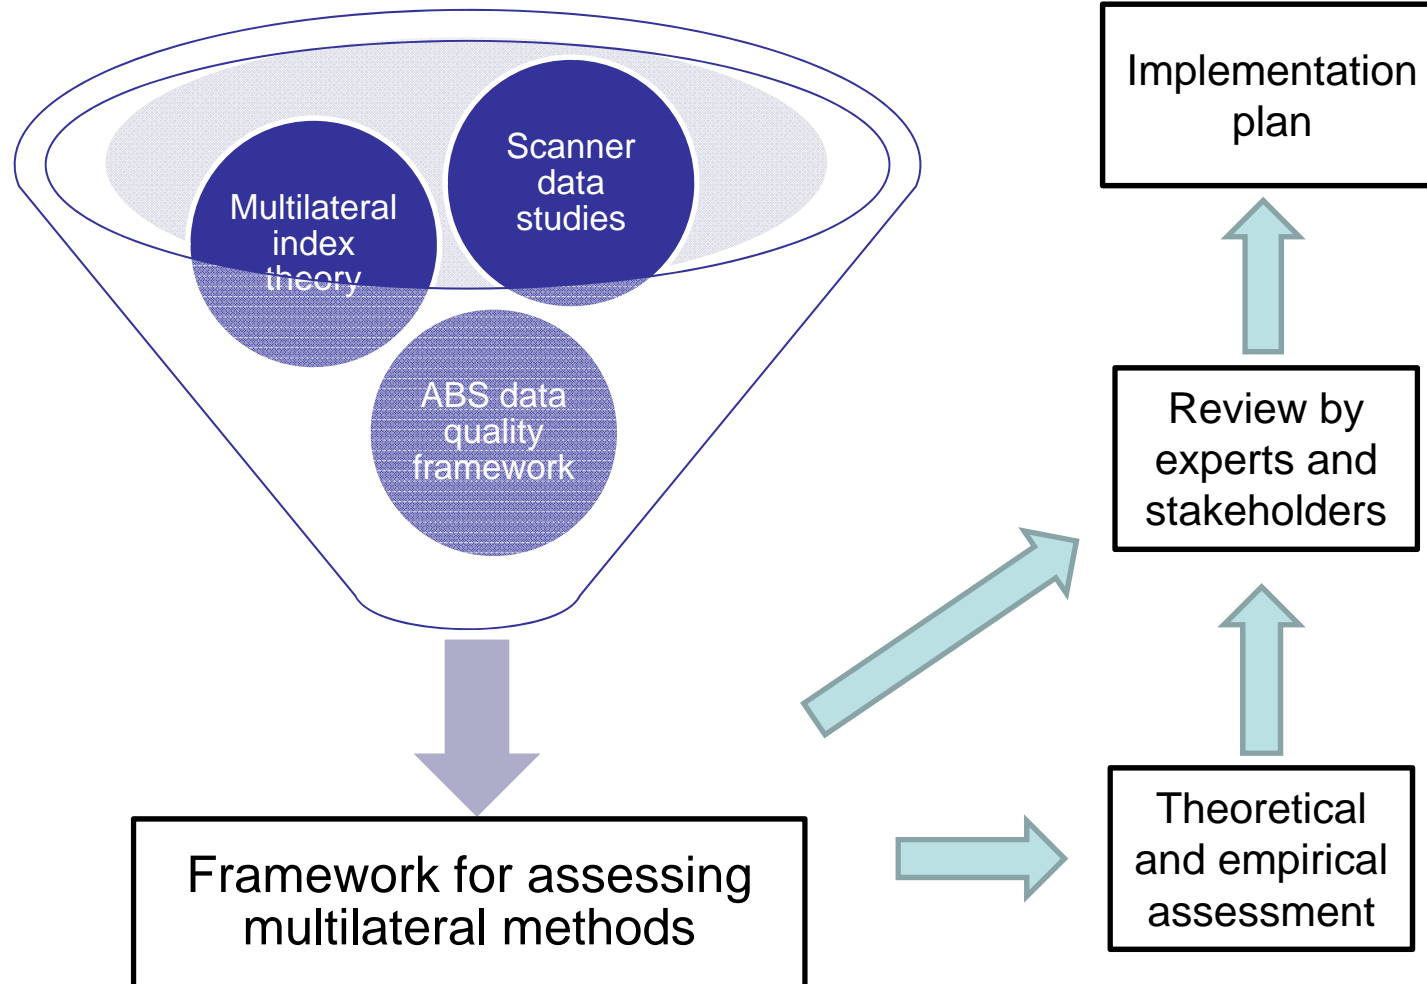 Scanner
data
studies
Multilateral
index
theory
ABS data
quality
framework
Framework for assessing
multilateral methods
Implementation
plan
Review by
experts and
stakeholders
Theoretical
and empirical
assessment